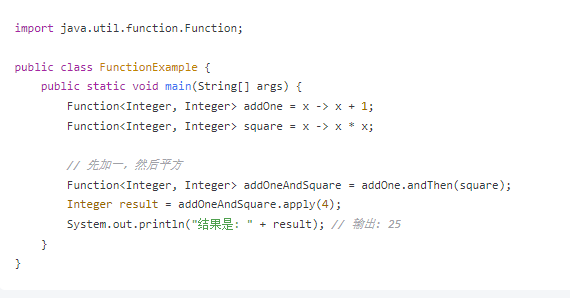 import java.util.function.Function;
public class FunctionExample {
public static void main(String[] args) {
Function<Integer, Integer> addOne = x -> x + 1;
Function<Integer, Integer> square = x -> x * x;
// 先加一，然后平方
Function<Integer, Integer> addOneAndSquare = addOne.andThen(square);
Integer result = addOneAndSquare.apply(4);
System.out.println("结果是: " + result); // 输出: 25
}
}